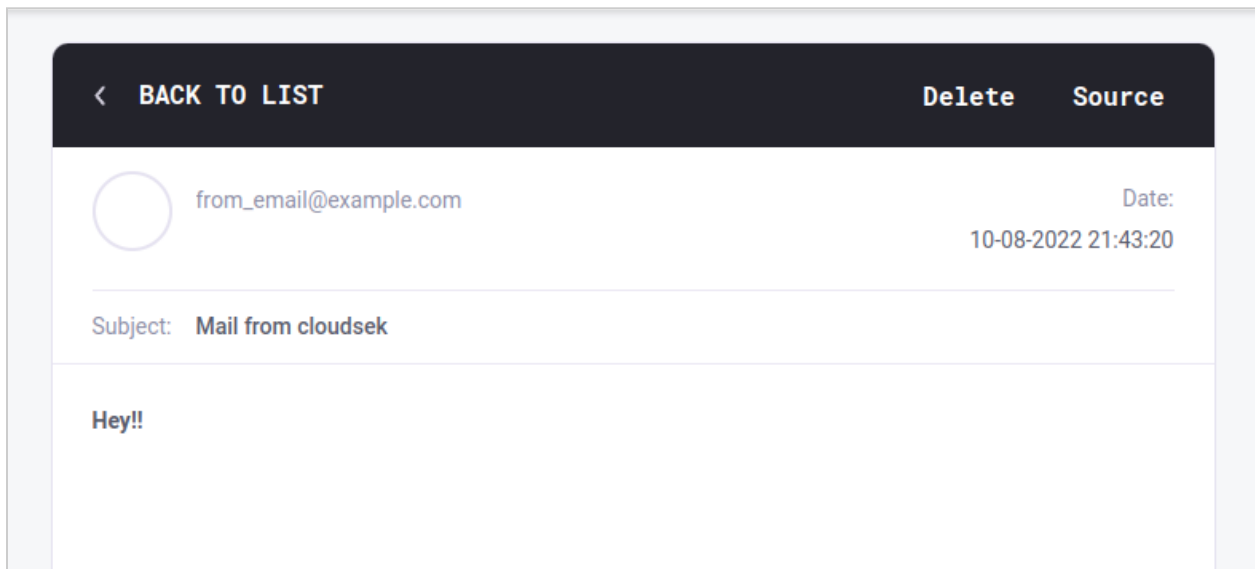 BACK TO LIST
Delete Source
from_email@example.com
Date:
10-08-2022 21:43:20
Subject: Mail from cloudsek
Hey!!